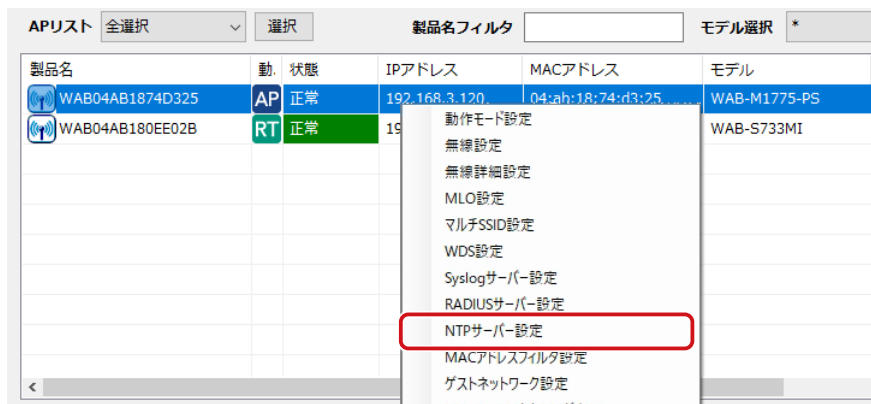 APリスト 全選択 選択 製品名フィルタ モデル選択 *
製品名 動. 状態 IPアドレス MACアドレス モデル
WAB04AB1874D325 AP 正常 192.168.3.120 04:ab:18:74:d3:25 WAB-M1775-PS
WAB04AB180EE02B RT 正常 19 WAB-S733MI
動作モード設定
無線設定
無線詳細設定
MLO設定
マルチSSID設定
WDS設定
Syslogサーバー設定
RADIUSサーバー設定
NTPサーバー設定
MACアドレスフィルタ設定
ゲストネットワーク設定